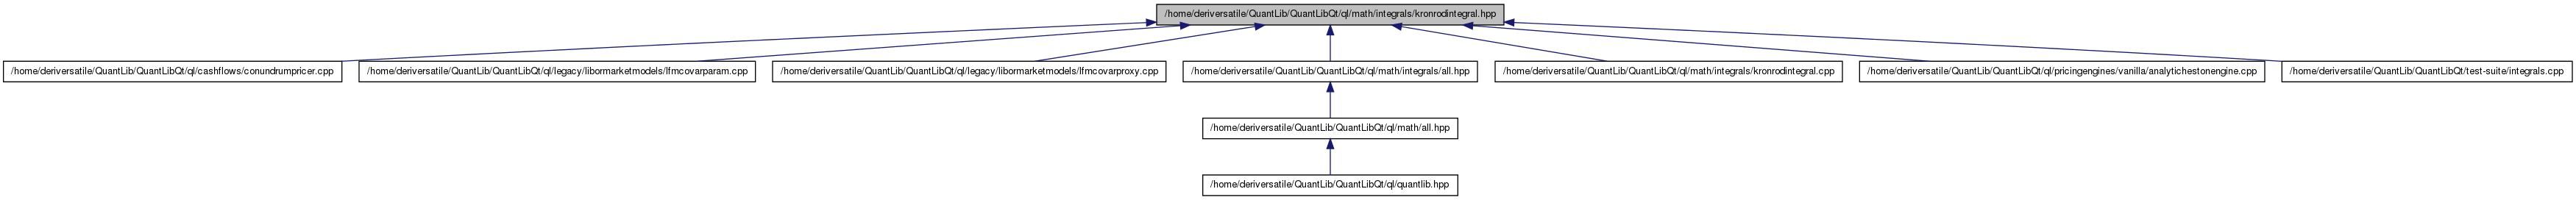 /home/deriversatile/QuantLib/QuantLibQt/ql/math/integrals/kronrodintegral.hpp
/home/deriversatile/QuantLib/QuantLibQt/ql/cashflows/conundrumpricer.cpp
/home/deriversatile/QuantLib/QuantLibQt/ql/legacy/libormarketmodels/lfmcovarparam.cpp
/home/deriversatile/QuantLib/QuantLibQt/ql/legacy/libormarketmodels/lfmcovarproxy.cpp
/home/deriversatile/QuantLib/QuantLibQt/ql/math/integrals/all.hpp
/home/deriversatile/QuantLib/QuantLibQt/ql/math/integrals/kronrodintegral.cpp
/home/deriversatile/QuantLib/QuantLibQt/ql/pricingengines/vanilla/analytichestonengine.cpp
/home/deriversatile/QuantLib/QuantLibQt/test-suite/integrals.cpp
/home/deriversatile/QuantLib/QuantLibQt/ql/math/all.hpp
/home/deriversatile/QuantLib/QuantLibQt/ql/quantlib.hpp